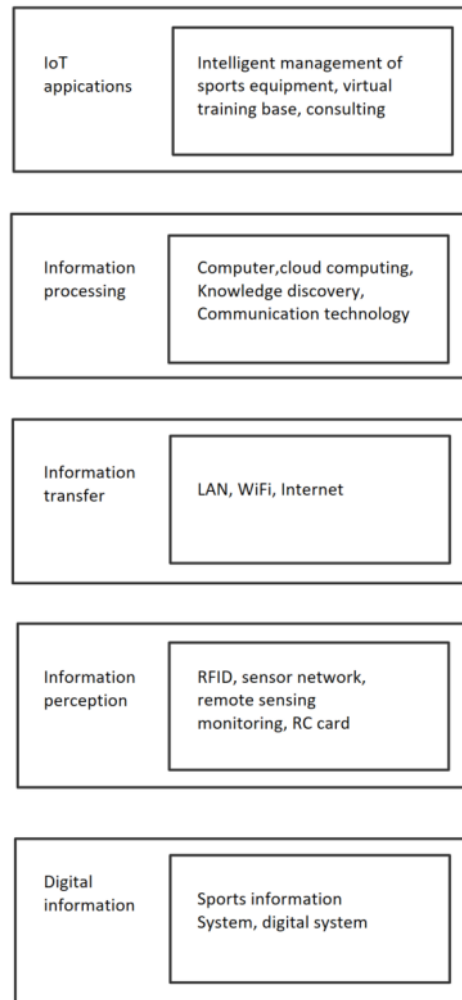 IoT
appications
Intelligent management of
sports equipment, virtual
training base, consulting
Information
processing
Computer,cloud computing,
Knowledge discovery,
Communication technology
Information
transfer
LAN, WiFi, Internet
Information
perception
RFID, sensor network,
remote sensing
monitoring, RC card
Digital
information
Sports information
System, digital system